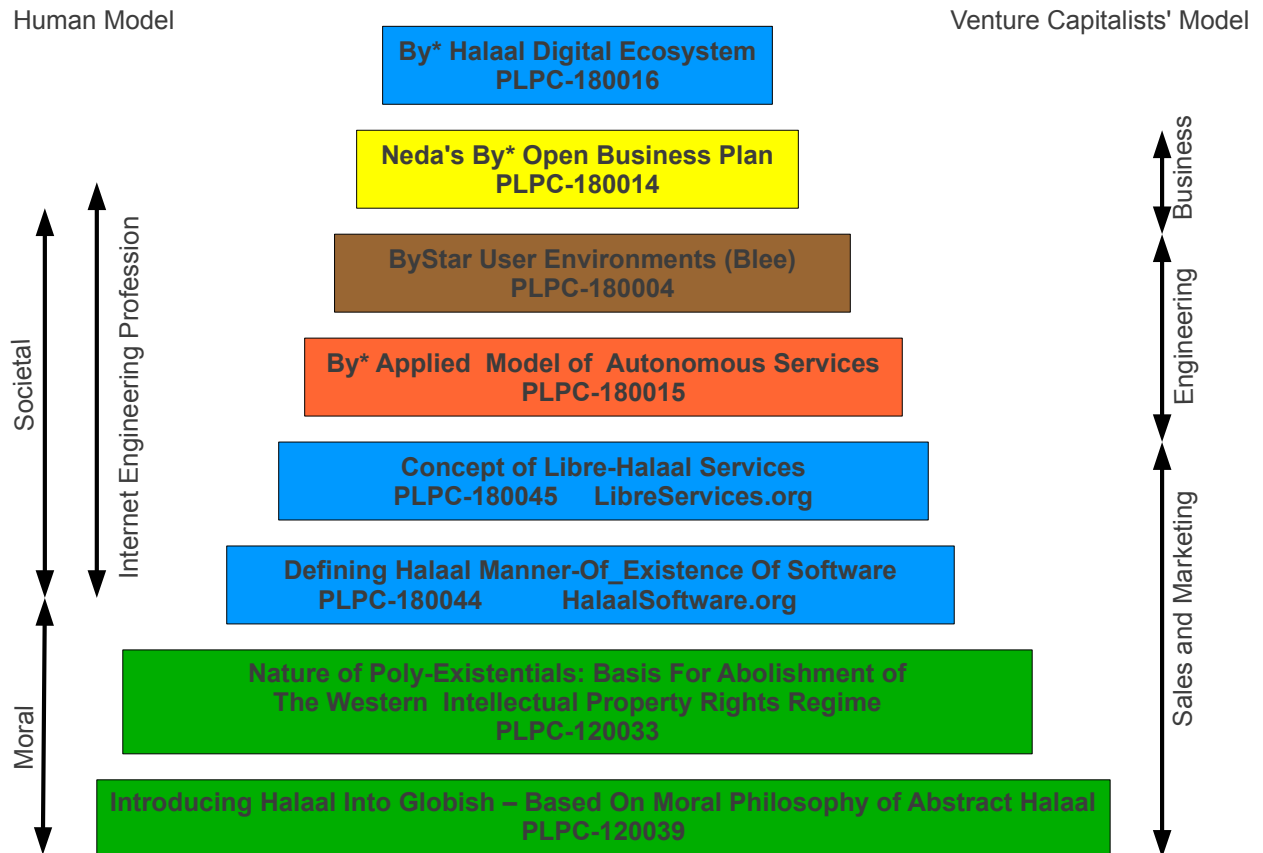 Human Model
Venture Capitalists' Model
By* Halaal Digital Ecosystem
PLPC-180016
Neda's By* Open Business Plan
PLPC-180014
ByStar User Environments (Blee)
PLPC-180004
By* Applied  Model of  Autonomous Services
PLPC-180015
Concept of Libre-Halaal Services
PLPC-180045     LibreServices.org
Defining Halaal Manner-Of_Existence Of Software
PLPC-180044          HalaalSoftware.org
Nature of Poly-Existentials: Basis For Abolishment of
The Western  Intellectual Property Rights Regime
PLPC-120033
Introducing Halaal Into Globish – Based On Moral Philosophy of Abstract Halaal
PLPC-120039
Societal
Moral
Internet Engineering Profession
Business
Engineering
Sales and Marketing